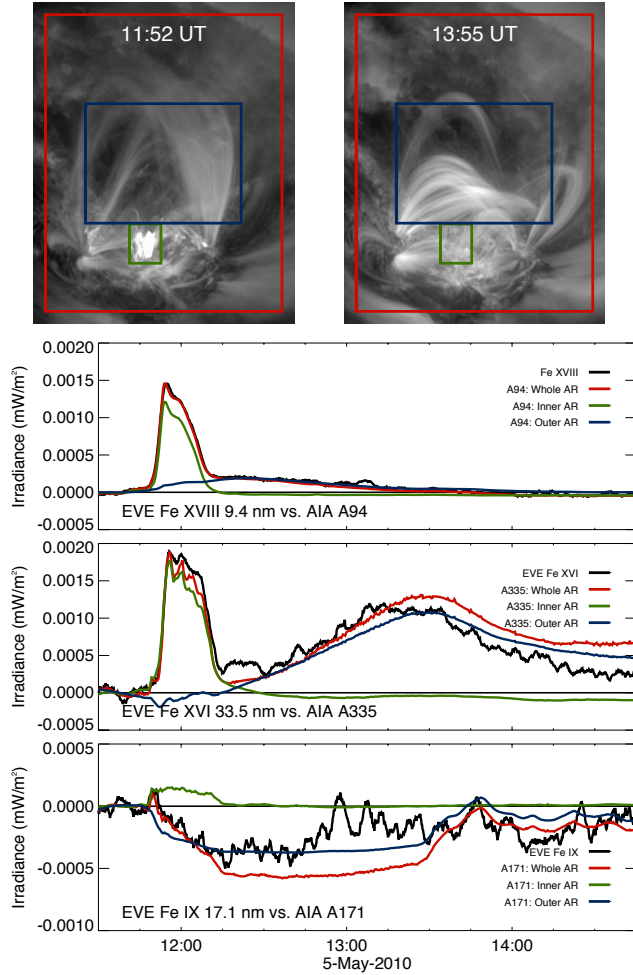 11:52 UT
13:55 UT
Irradiance (mW/m²)
0.0020
0.0015
0.0010
0.0005
0.0000
-0.0005
Fe XVIII
A94: Whole AR
A94: Inner AR
A94: Outer AR
EVE Fe XVIII 9.4 nm vs. AIA A94
Irradiance (mW/m²)
0.0020
0.0015
0.0010
0.0005
0.0000
-0.0005
EVE Fe XVI
A335: Whole AR
A335: Inner AR
A335: Outer AR
EVE Fe XVI 33.5 nm vs. AIA A335
Irradiance (mW/m²)
0.0005
0.0000
-0.0005
-0.0010
EVE Fe IX
A171: Whole AR
A171: Inner AR
A171: Outer AR
EVE Fe IX 17.1 nm vs. AIA A171
12:00 13:00 14:00
5-May-2010